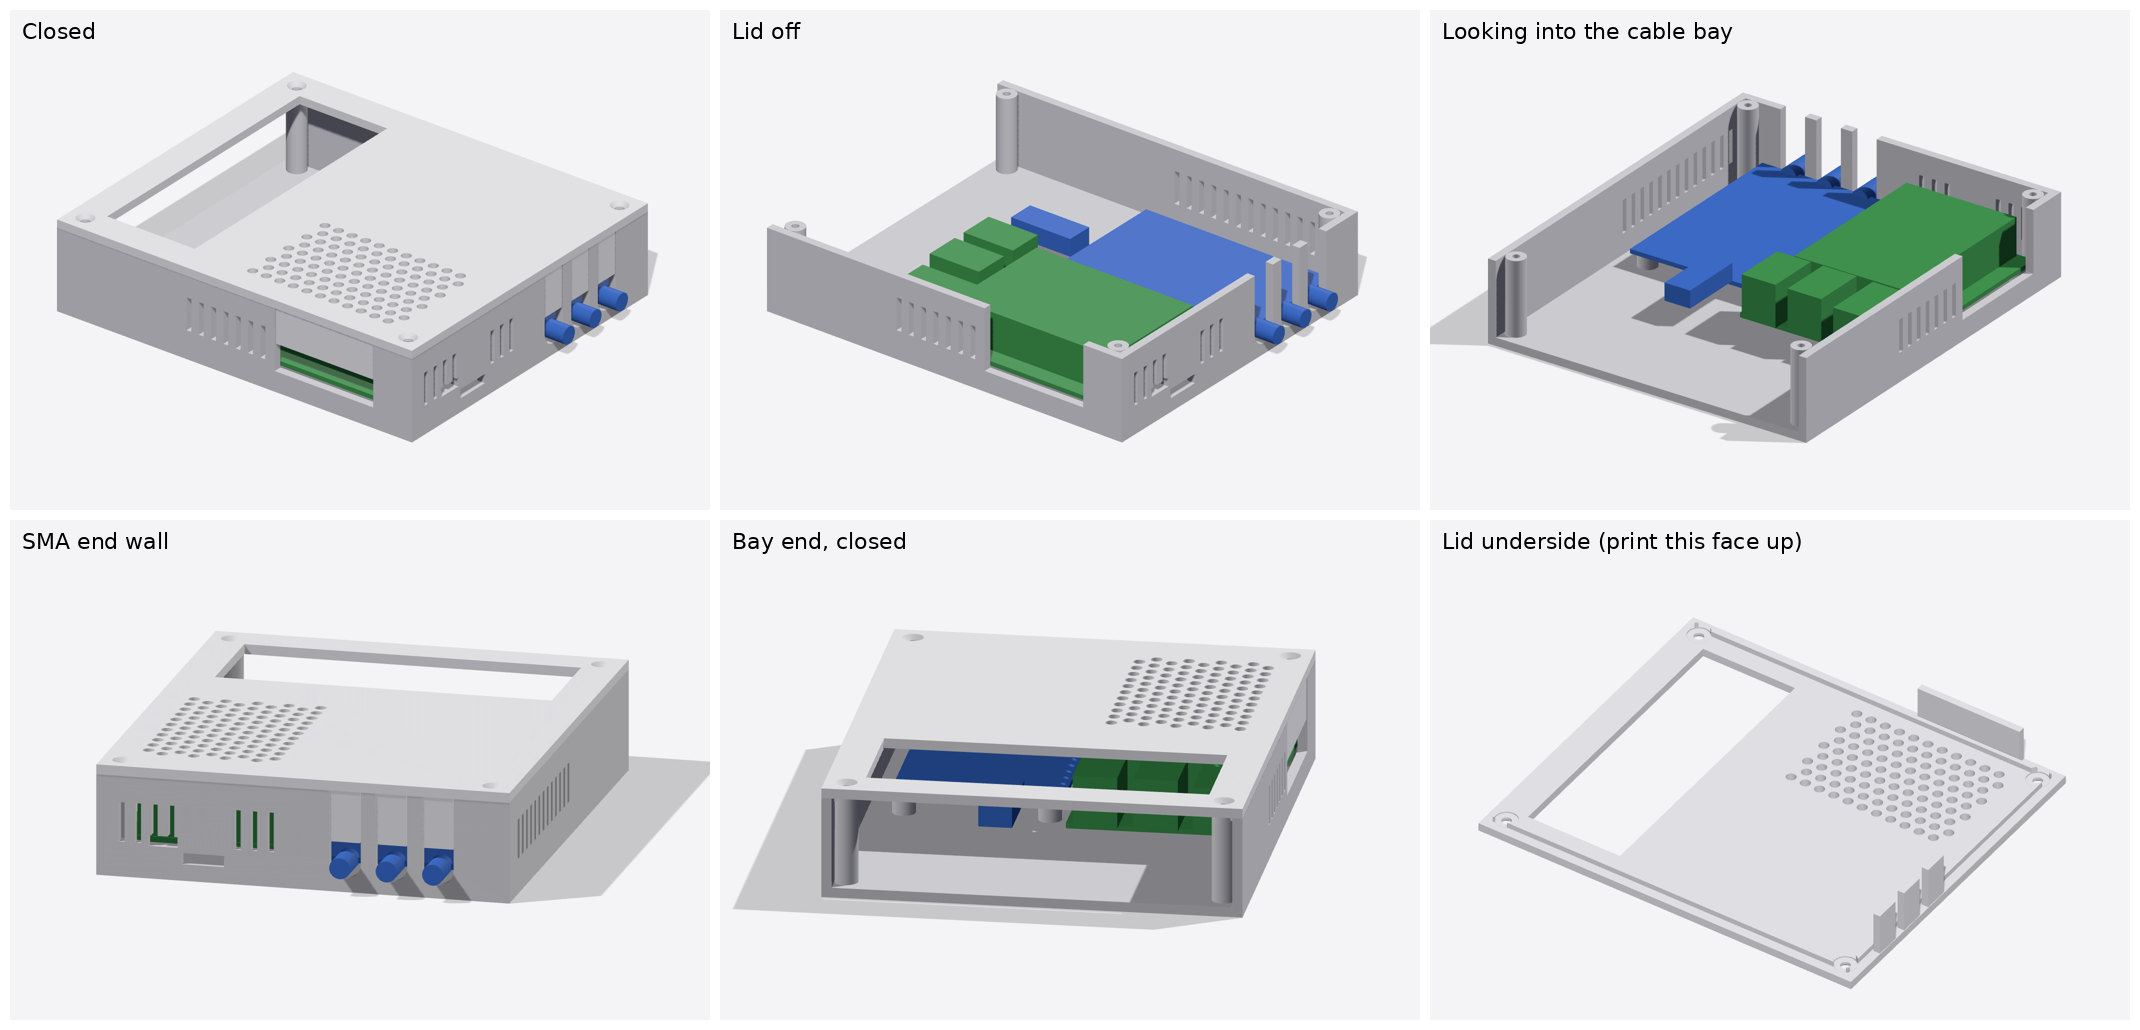 Closed
Lid off
Looking into the cable bay
SMA end wall
Bay end, closed
Lid underside (print this face up)